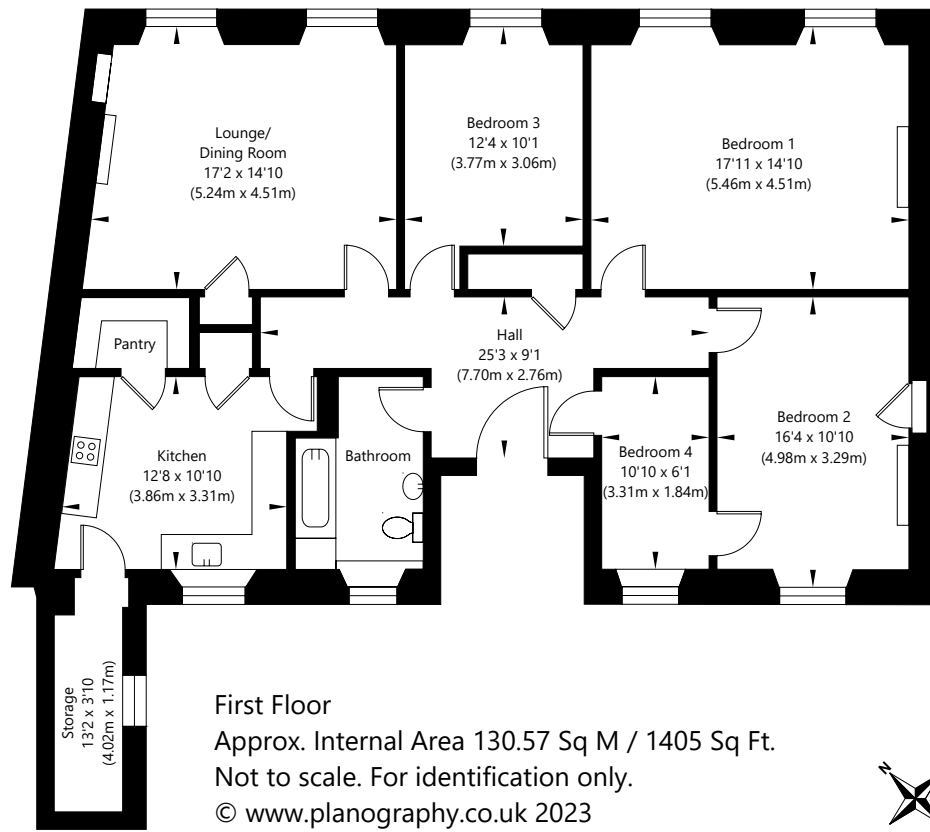 Lounge/
Dining Room
17'2 x 14'10
(5.24m x 4.51m)
Bedroom 3
12'4 x 10'1
(3.77m x 3.06m)
Bedroom 1
17'11 x 14'10
(5.46m x 4.51m)
Pantry
Hall
25'3 x 9'1
(7.70m x 2.76m)
Kitchen
12'8 x 10'10
(3.86m x 3.31m)
Bathroom
Bedroom 4
10'10 x 6'1
(3.31m x 1.84m)
Bedroom 2
16'4 x 10'10
(4.98m x 3.29m)
Storage
13'2 x 3'10
(4.02m x 1.17m)
First Floor
Approx. Internal Area 130.57 Sq M / 1405 Sq Ft.
Not to scale. For identification only.
© www.planography.co.uk 2023
N